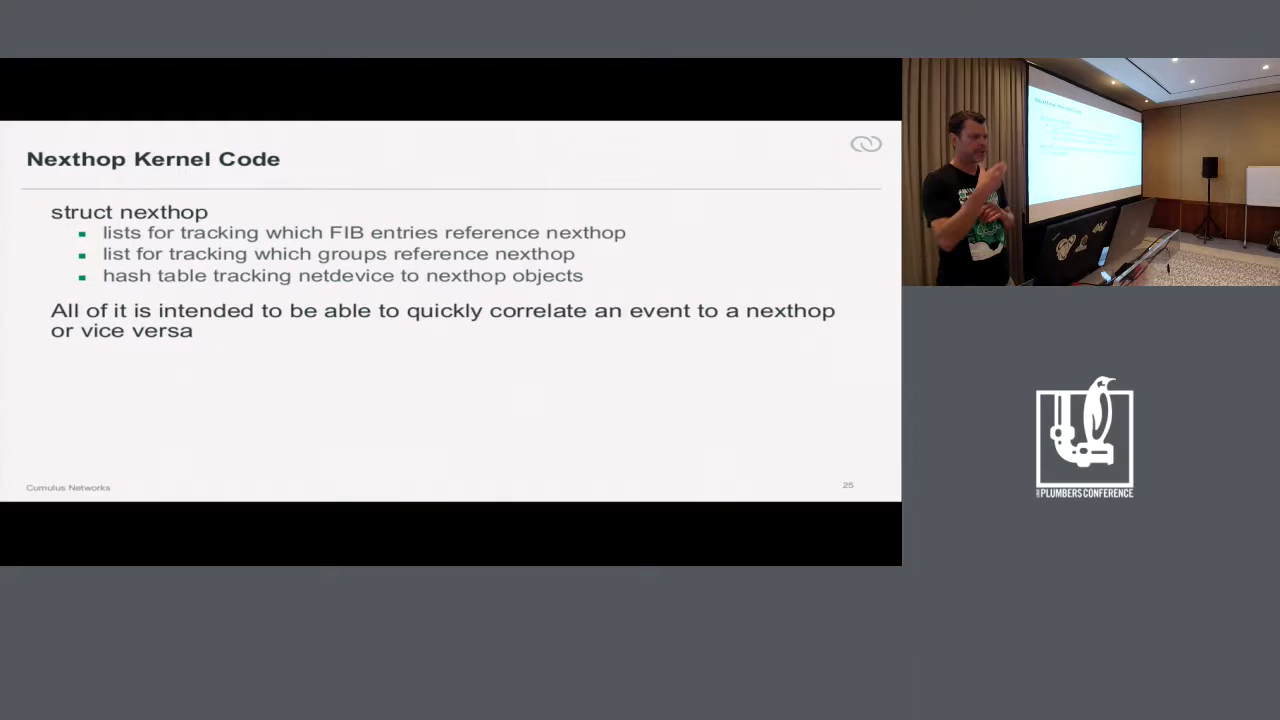 Nexthop Kernel Code
struct nexthop
lists for tracking which FIB entries reference nexthop
list for tracking which groups reference nexthop
hash table tracking netdevice to nexthop objects
All of it is intended to be able to quickly correlate an event to a nexthop
or vice versa
Cumulus Networks
25
PLUMBERS CONFERENCE